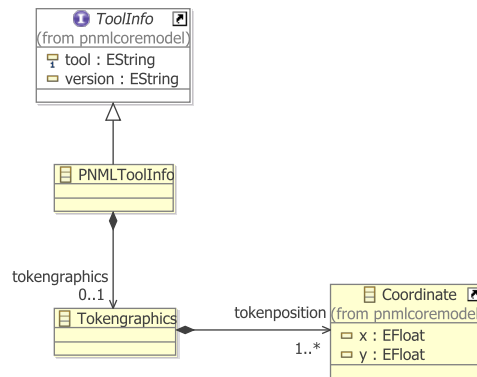 I ToolInfo
(from pnmlcoremodel)
1 tool : EString
version : EString
PNMLToolInfo
tokengraphics
0..1
Tokengraphics
tokenposition
1..*
Coordinate
(from pnmlcoremodel
x : EFloat
y : EFloat